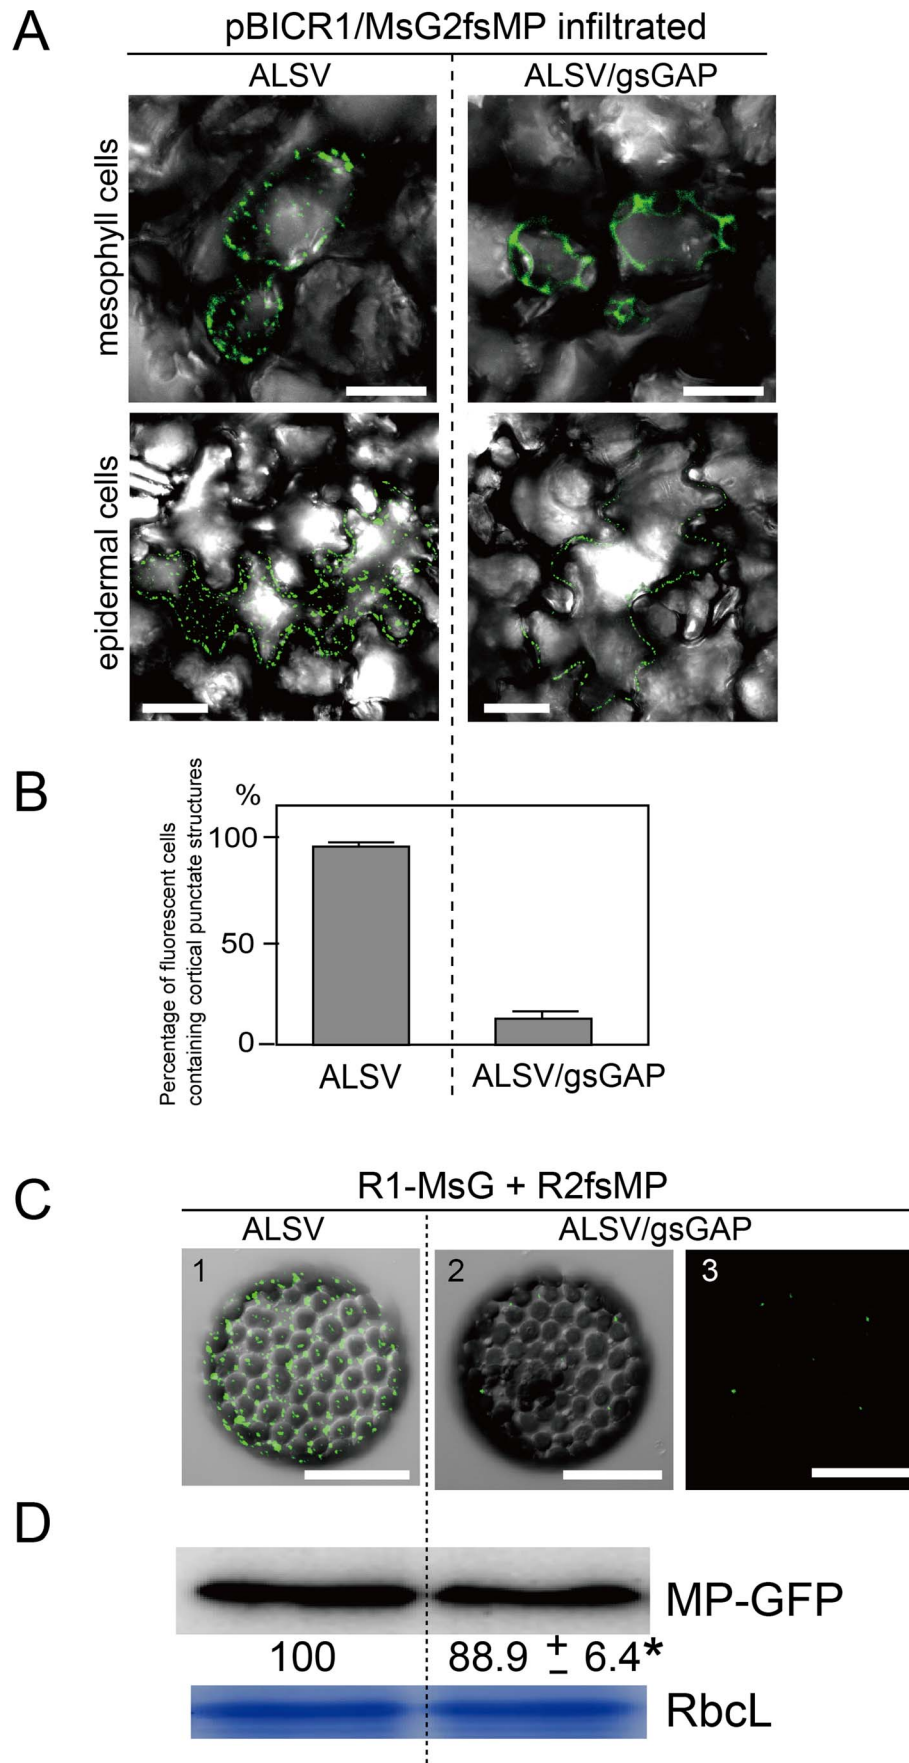 A
pBICR1/MsG2fsMP infiltrated
ALSV
ALSV/gsGAP
mesophyll cells
epidermal cells
B
%
Percentage of fluorescent cells
containing cortical punctate structures
100
50
0
ALSV
ALSV/gsGAP
C
R1-MsG + R2fsMP
ALSV
ALSV/gsGAP
1
2
3
D
MP-GFP
100
88.9 ± 6.4*
RbcL